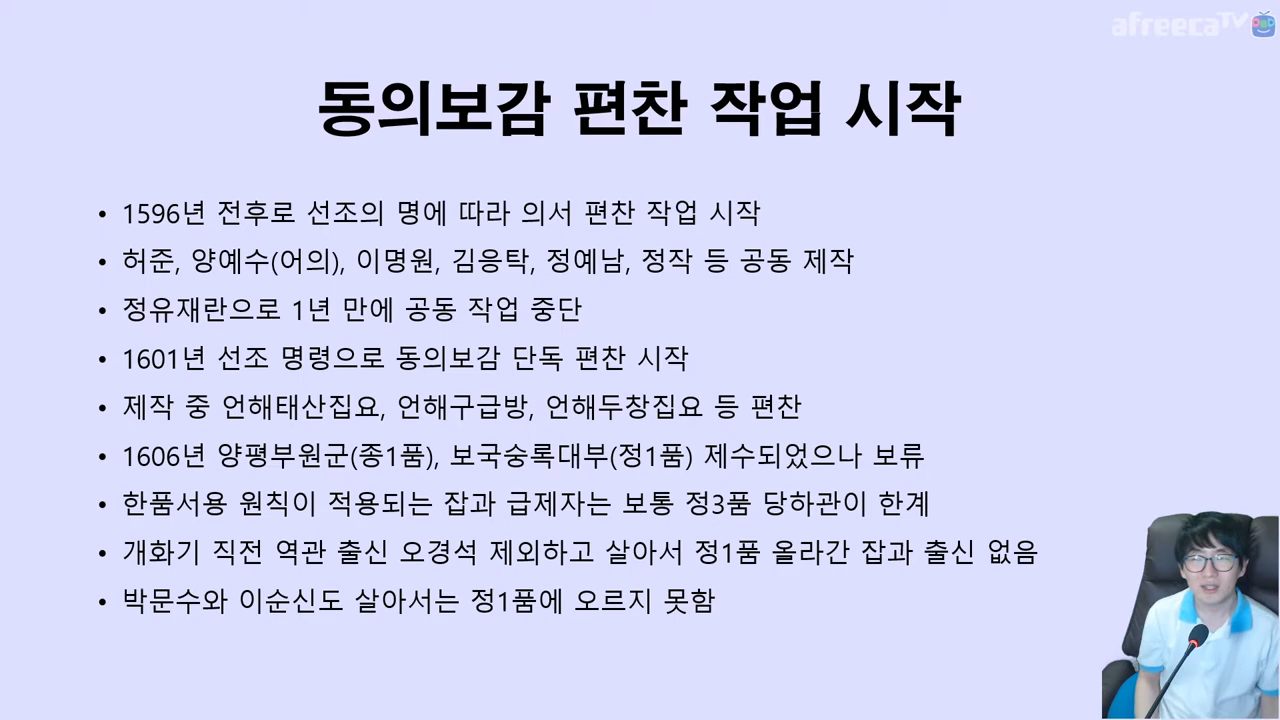 afreecaTV
동의보감 편찬 작업 시작
• 1596년 전후로 선조의 명에 따라 의서 편찬 작업 시작
• 허준, 양예수(어의), 이명원, 김응탁, 정예남, 정작 등 공동 제작
• 정유재란으로 1년 만에 공동 작업 중단
• 1601년 선조 명령으로 동의보감 단독 편찬 시작
• 제작 중 언해태산집요, 언해구급방, 언해두창집요 등 편찬
• 1606년 양평부원군(종1품), 보국숭록대부(정1품) 제수되었으나 보류
• 한품서용 원칙이 적용되는 잡과 급제자는 보통 정3품 당하관이 한계
• 개화기 직전 역관 출신 오경석 제외하고 살아서 정1품 올라간 잡과 출신 없음
• 박문수와 이순신도 살아서는 정1품에 오르지 못함